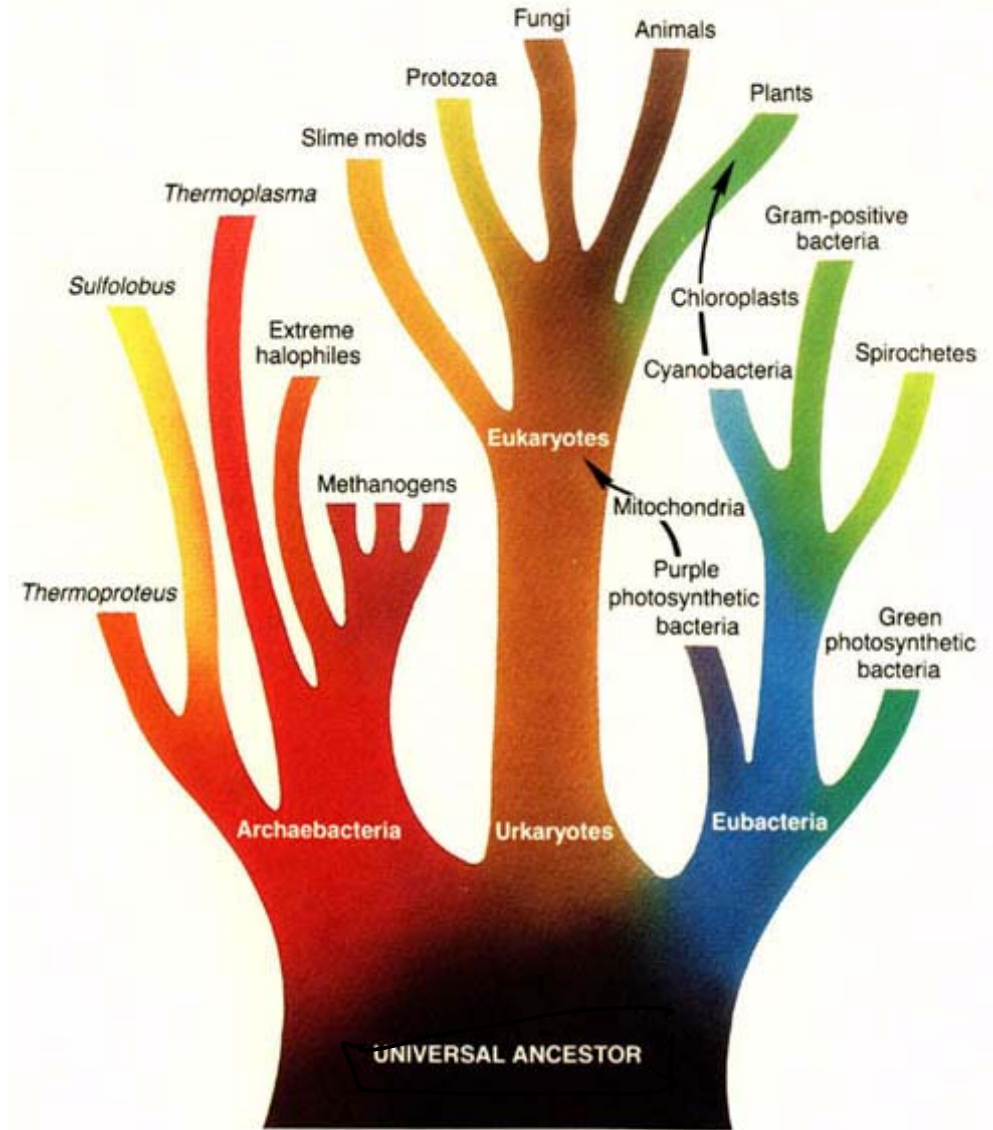 Fungi
Animals
Protozoa
Plants
Slime molds
Thermoplasma
Gram-positive
bacteria
Sulfolobus
Chloroplasts
Extreme
halophiles
Spirochetes
Cyanobacteria
Eukaryotes
Methanogens
Mitochondria
Purple
photosynthetic
bacteria
Thermoproteus
Green
photosynthetic
bacteria
Archaebacteria
Urkaryotes
Eubacteria
UNIVERSAL ANCESTOR